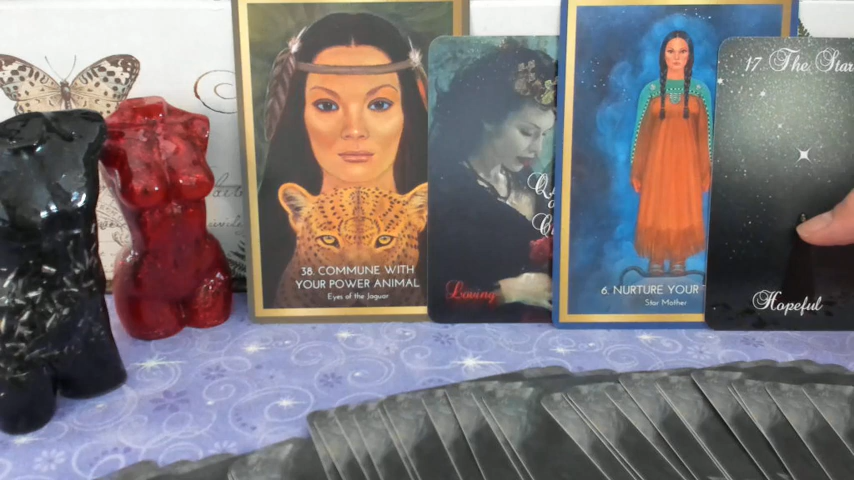 38. COMMUNE WITH
YOUR POWER ANIMAL
Eyes of the Jaguar
Loving
6. NURTURE YOUR
Star Mother
17 The Star
Hopeful